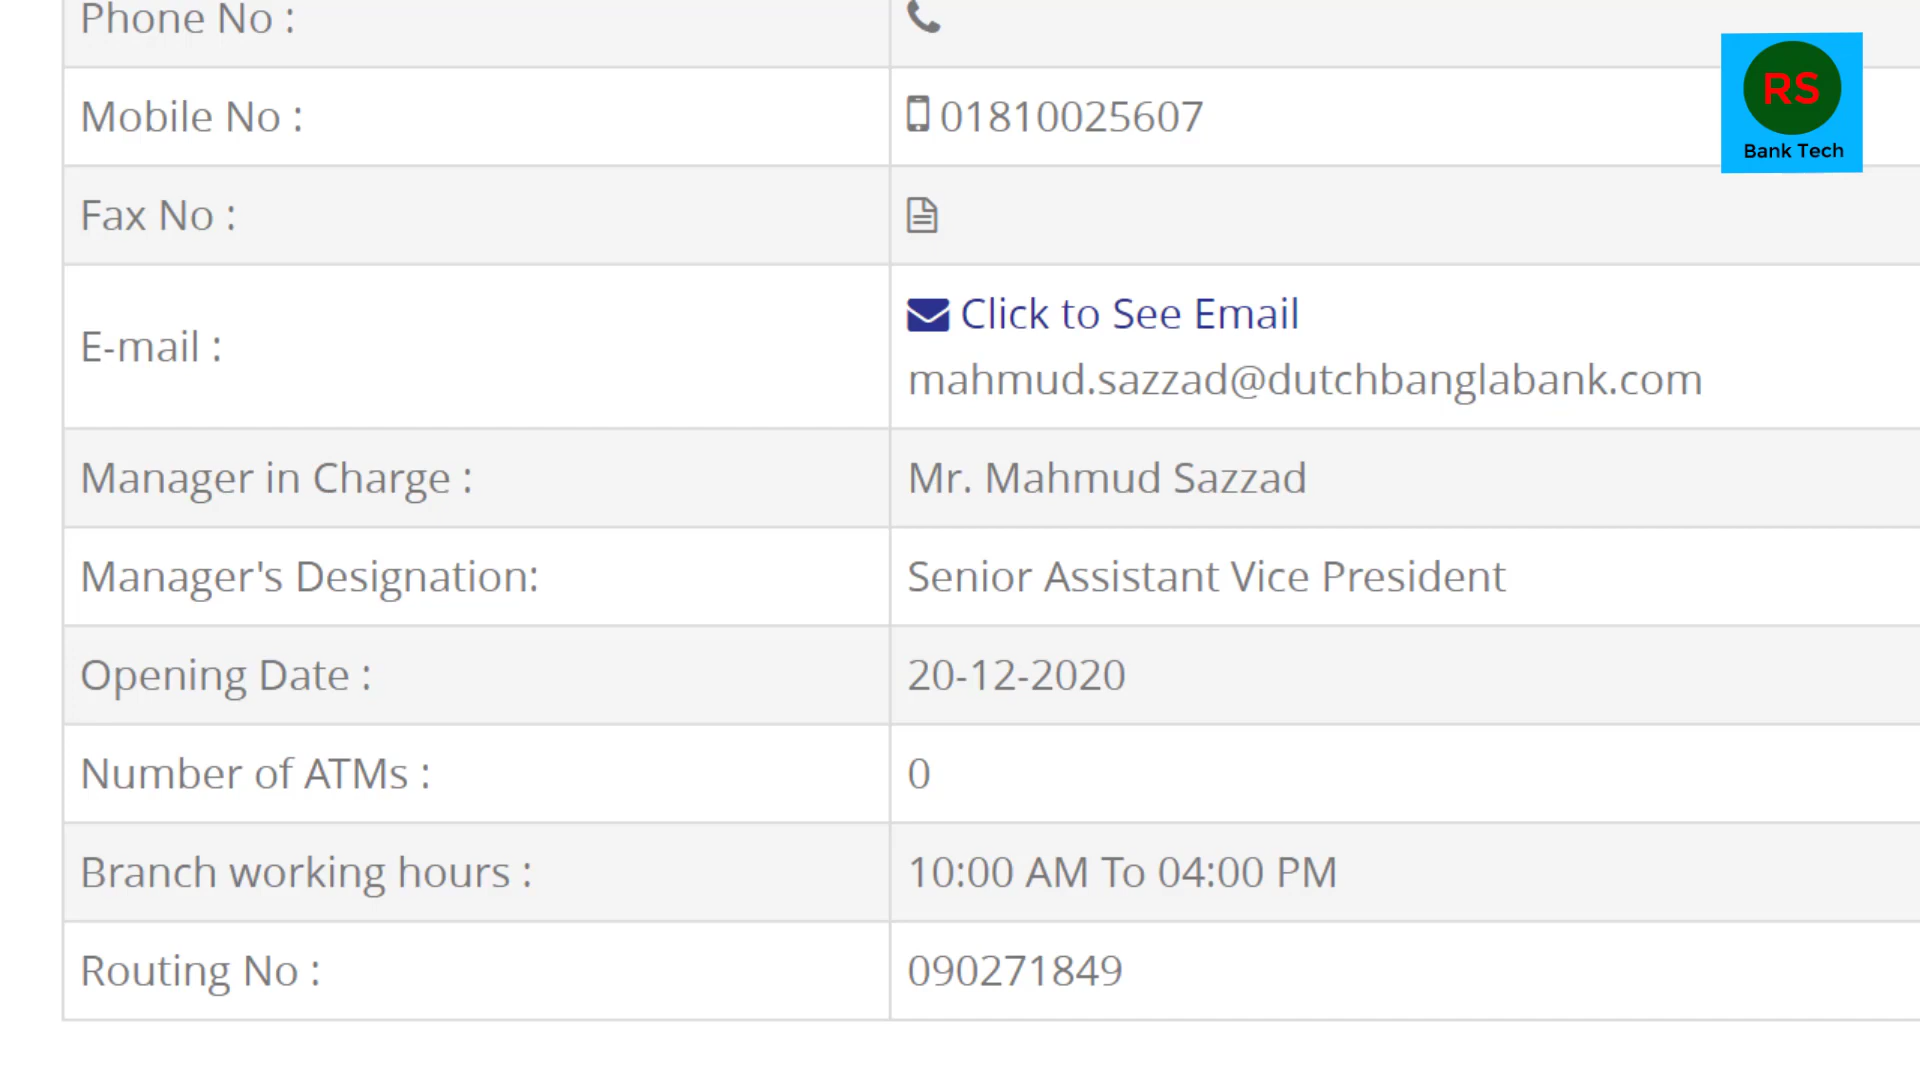 Phone No :
Mobile No : 01810025607
Fax No :
E-mail : Click to See Email
mahmud.sazzad@dutchbanglabank.com
Manager in Charge : Mr. Mahmud Sazzad
Manager's Designation: Senior Assistant Vice President
Opening Date : 20-12-2020
Number of ATMs : 0
Branch working hours : 10:00 AM To 04:00 PM
Routing No : 090271849
RS
Bank Tech